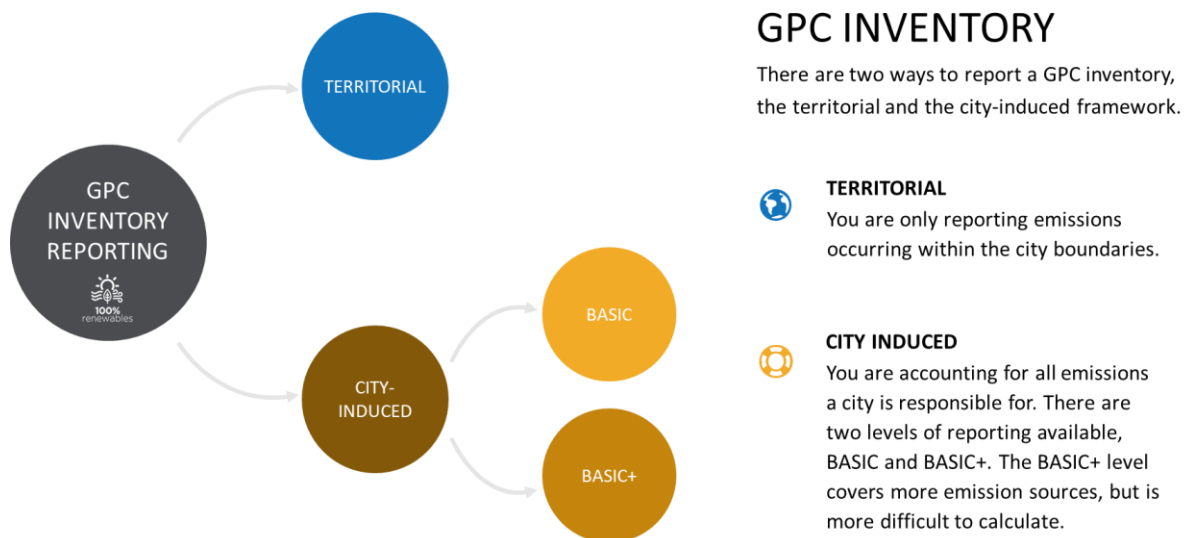 TERRITORIAL
GPC
INVENTORY
REPORTING
100%
renewables
BASIC
CITY-
INDUCED
BASIC+
GPC INVENTORY
There are two ways to report a GPC inventory,
the territorial and the city-induced framework.
TERRITORIAL
You are only reporting emissions
occurring within the city boundaries.
CITY INDUCED
You are accounting for all emissions
a city is responsible for. There are
two levels of reporting available,
BASIC and BASIC+. The BASIC+ level
covers more emission sources, but is
more difficult to calculate.